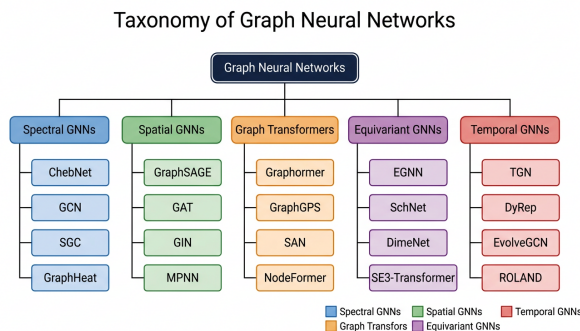 Taxonomy of Graph Neural Networks
Graph Neural Networks
Spectral GNNs
Spatial GNNs
Graph Transformers
Equivariant GNNs
Temporal GNNs
ChebNet
GraphSAGE
Graphormer
EGNN
TGN
GCN
GAT
GraphGPS
SchNet
DyRep
SGC
GIN
SAN
DimeNet
EvolveGCN
GraphHeat
MPNN
NodeFormer
SE3-Transformer
ROLAND
Spectral GNNs
Spatial GNNs
Temporal GNNs
Graph Transfors
Equivariant GNNs